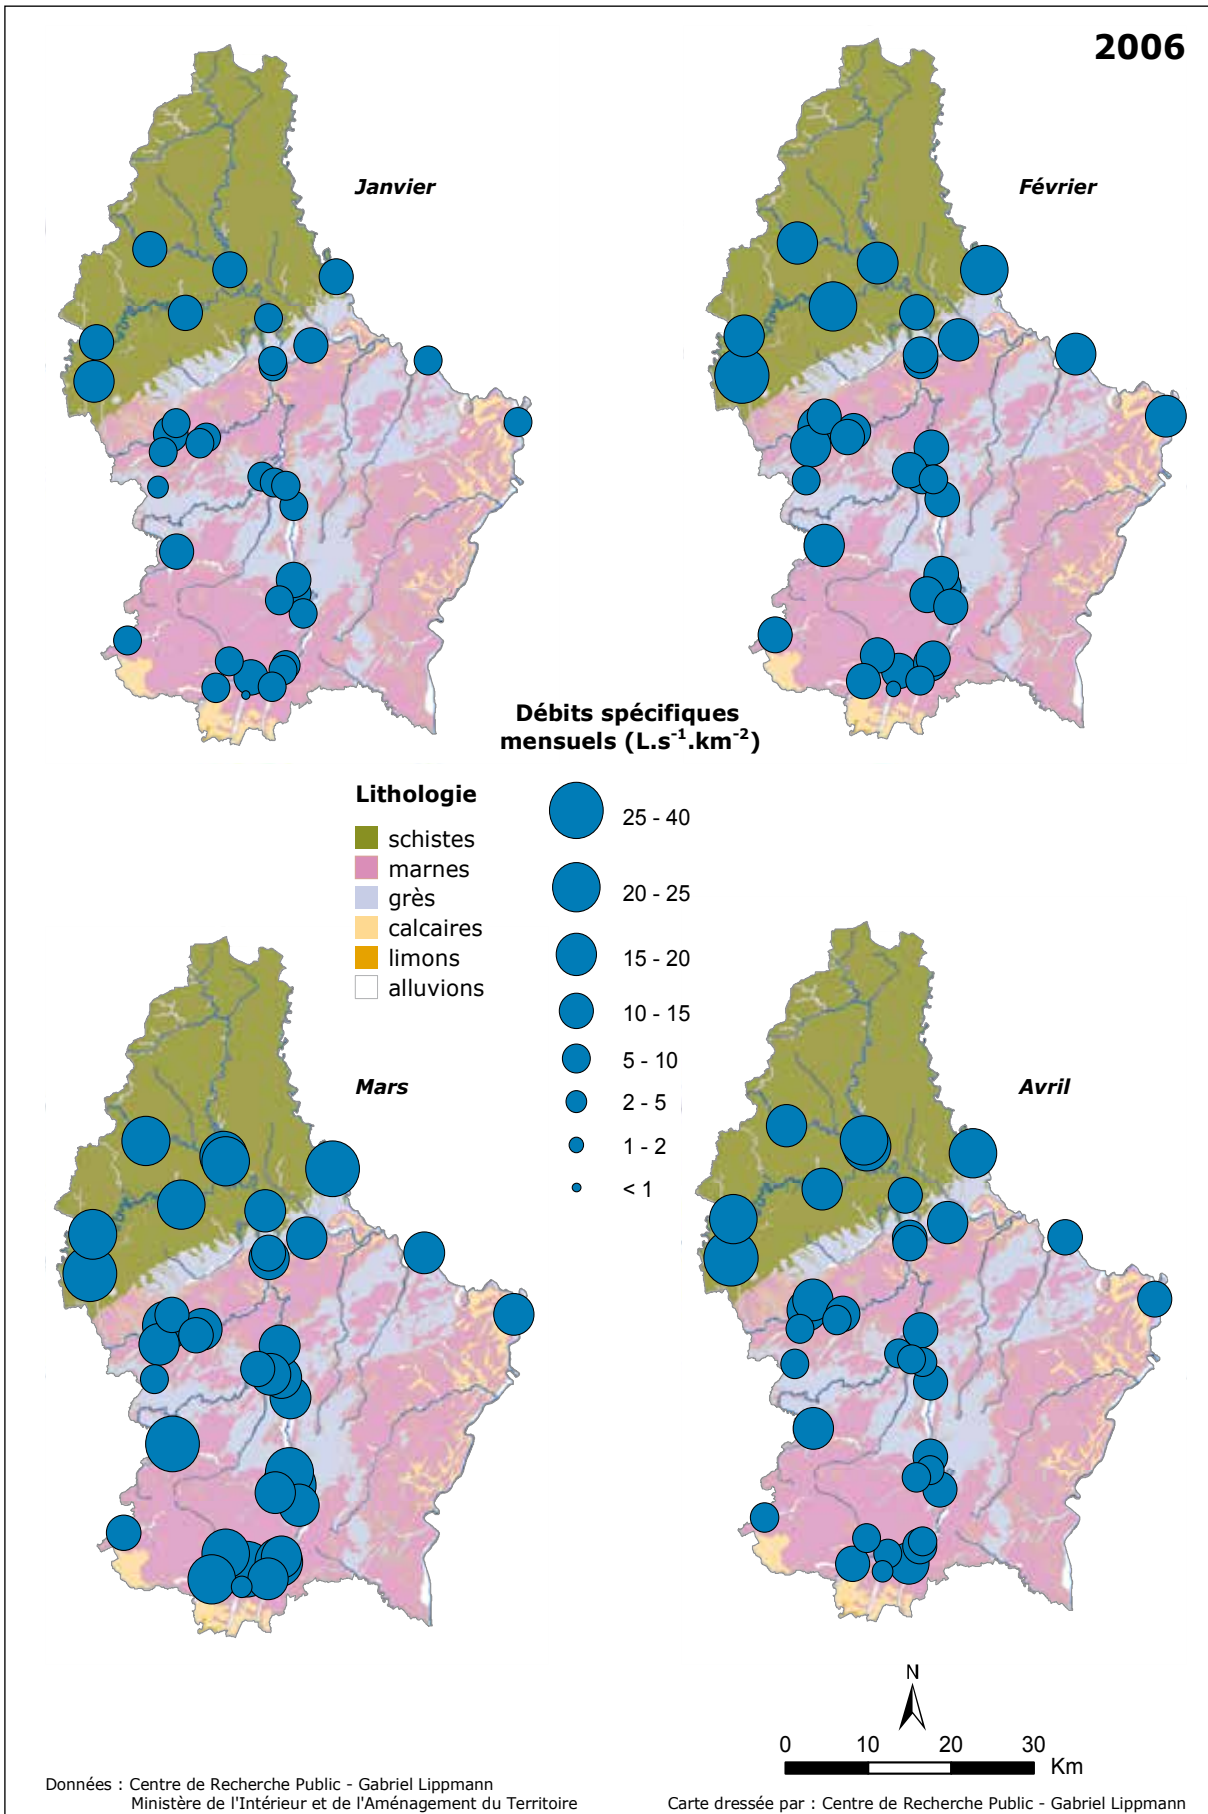 2006
Janvier
Février
Débits spécifiques
mensuels (L.s⁻¹.km⁻²)
Lithologie
schistes
marnes
grès
calcaires
limons
alluvions
25 - 40
20 - 25
15 - 20
10 - 15
5 - 10
2 - 5
1 - 2
< 1
Mars
Avril
N
0 10 20 30
Km
Données : Centre de Recherche Public - Gabriel Lippmann
Ministère de l'Intérieur et de l'Aménagement du Territoire
Carte dressée par : Centre de Recherche Public - Gabriel Lippmann